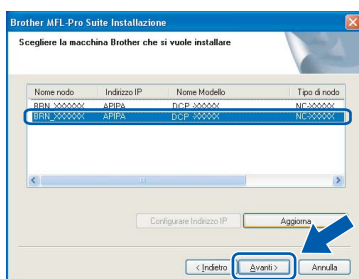 Brother MFL-Pro Suite Installazione
Scegliere la macchina Brother che si vuole installare
Nome nodo Indirizzo IP Nome Modello Tipo di nodo
BRN_XXXXXX APIPA DCP-XXXXX NC-XXXXX
BRN_XXXXXX APIPA DCP-XXXXX NC-XXXXX
Configurare Indirizzo IP Aggiorna
< Indietro Avanti > Annulla